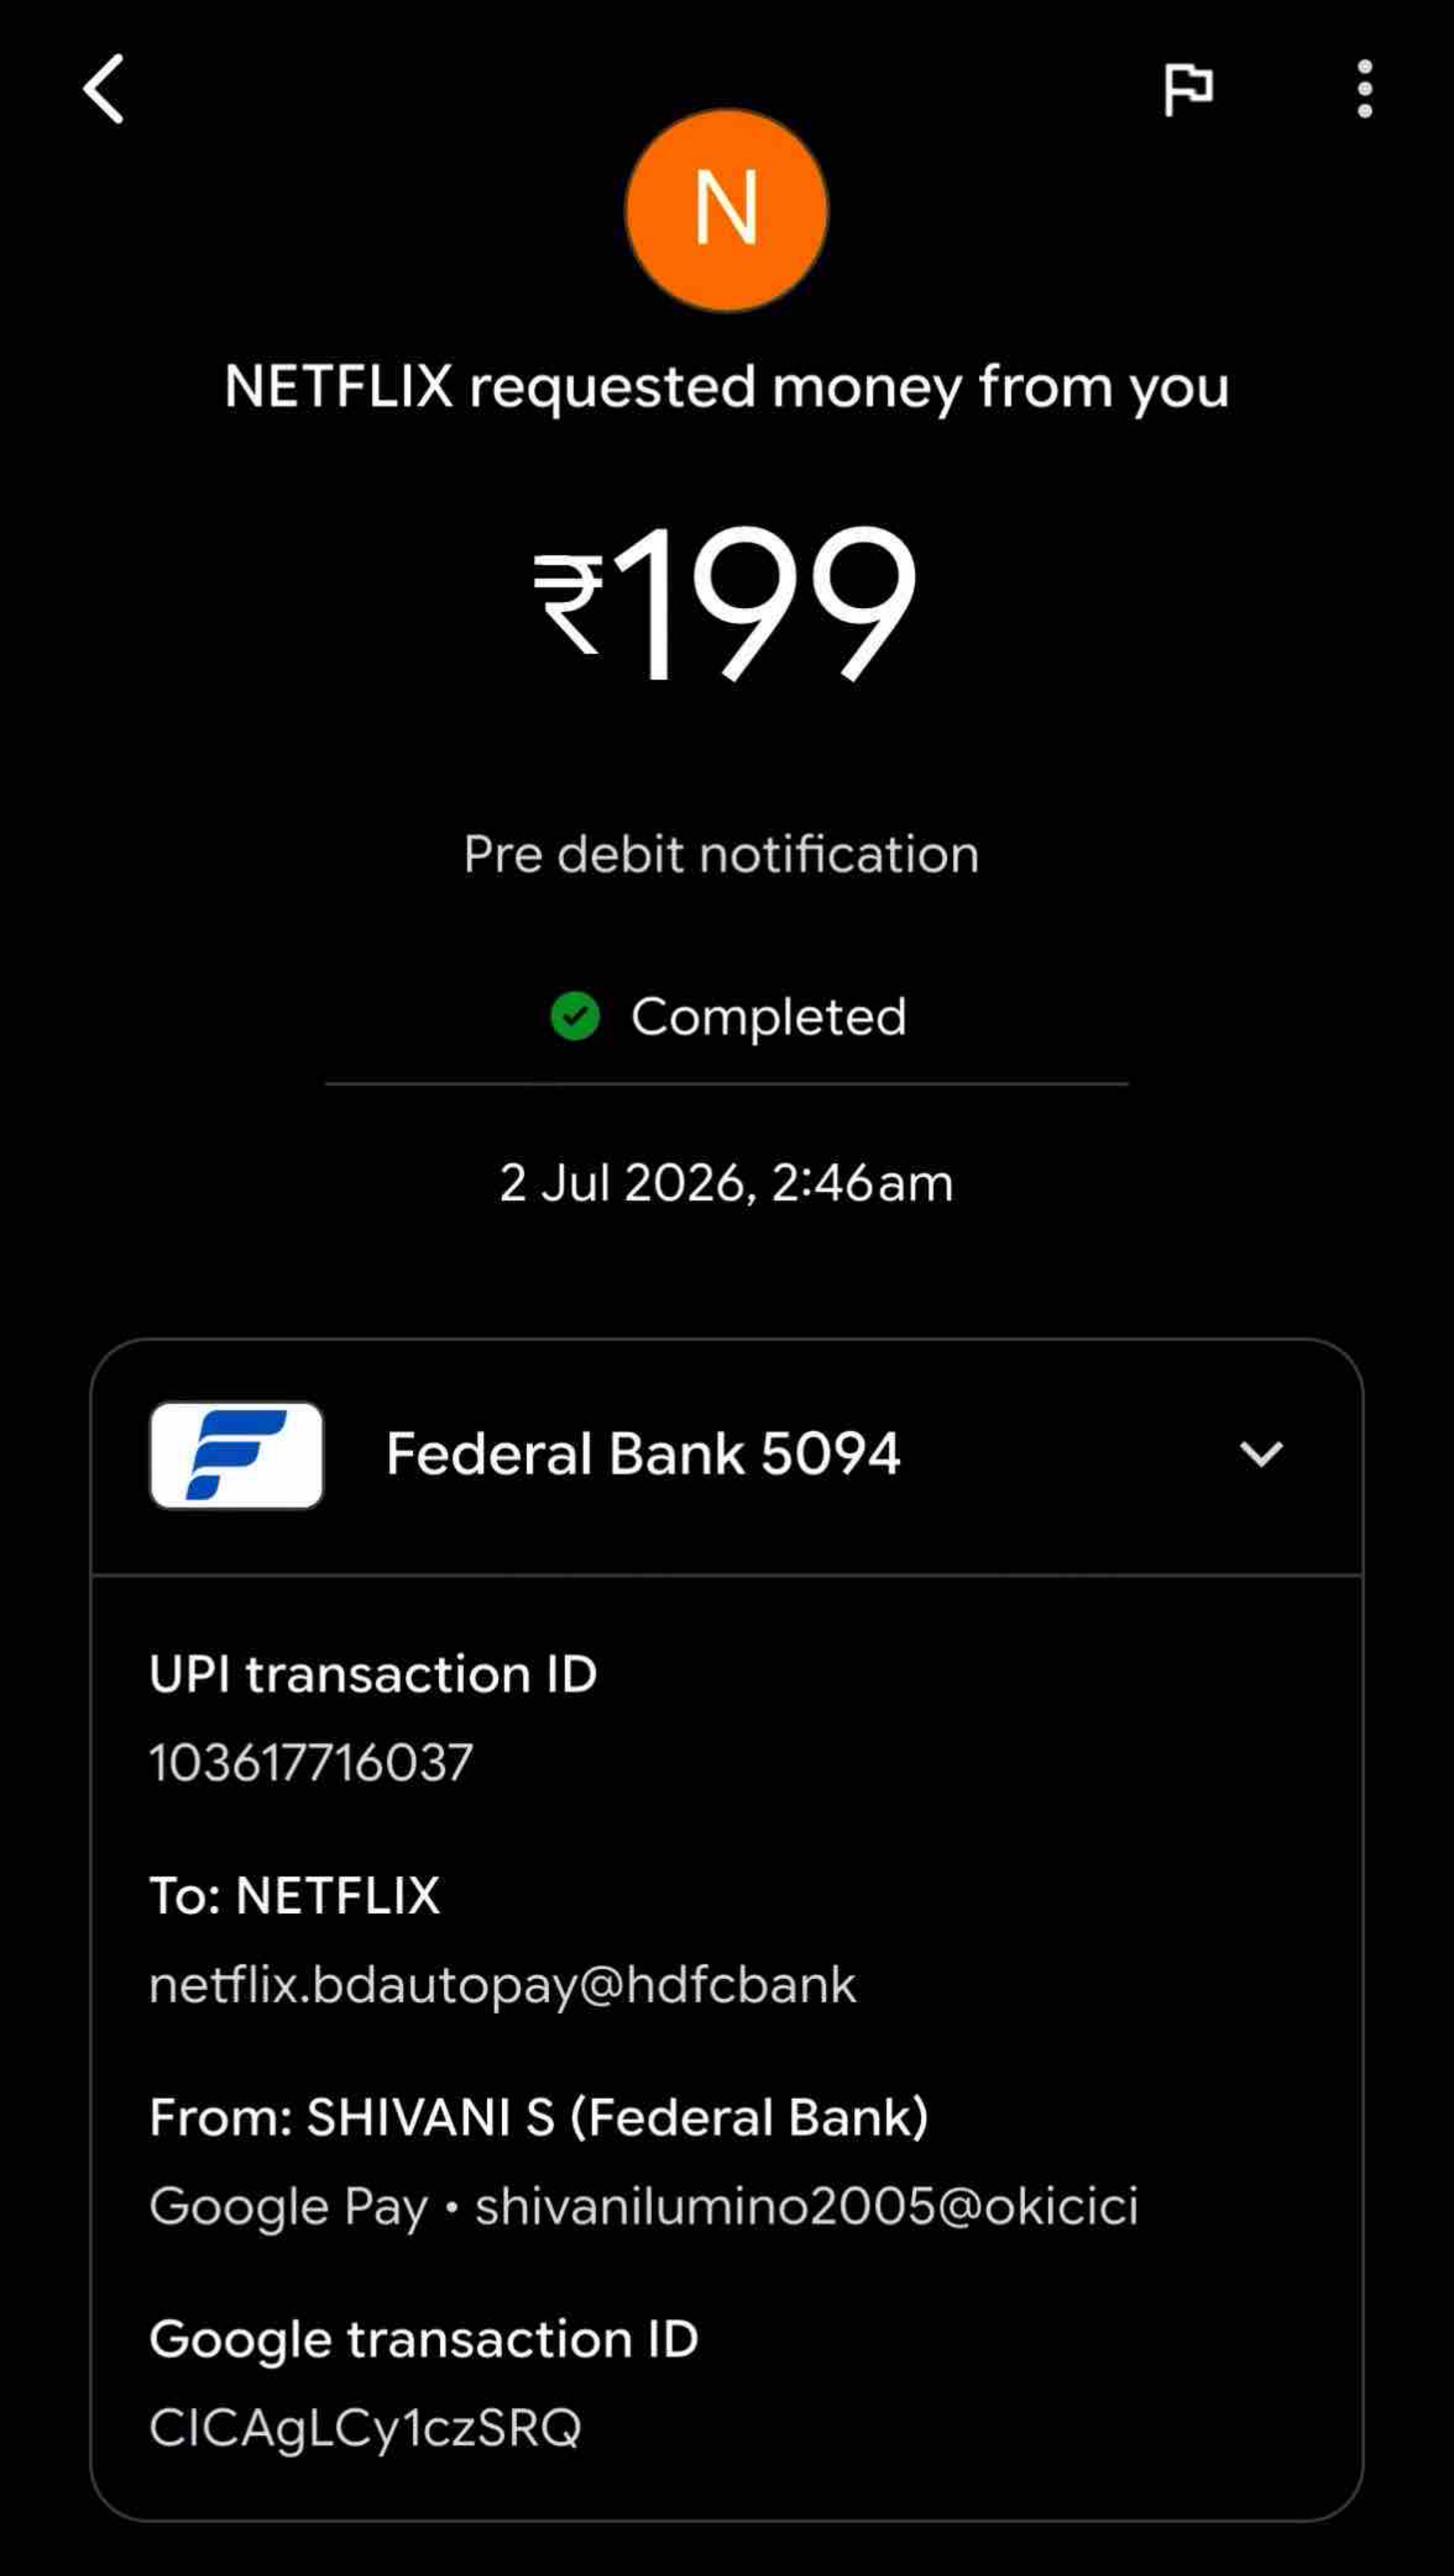 N
NETFLIX requested money from you
₹199
Pre debit notification
Completed
2 Jul 2026, 2:46am
Federal Bank 5094
UPI transaction ID
103617716037
To: NETFLIX
netflix.bdautopay@hdfcbank
From: SHIVANI S (Federal Bank)
Google Pay • shivanilumino2005@okicici
Google transaction ID
CICAgLCy1czSRQ